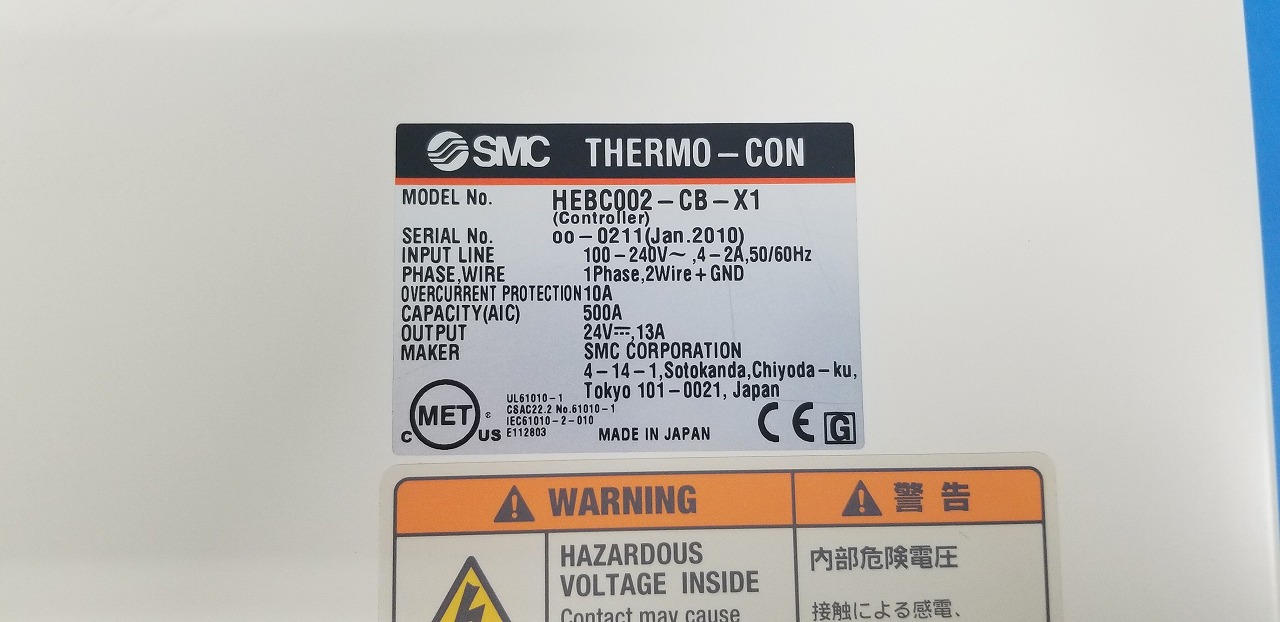 SMC THERMO-CON
MODEL No. HEBC002-CB-X1
(Controller)
SERIAL No. oo-0211(Jan.2010)
INPUT LINE 100-240V~ ,4-2A,50/60Hz
PHASE,WIRE 1Phase,2Wire+GND
OVERCURRENT PROTECTION 10A
CAPACITY(AIC) 500A
OUTPUT 24V⎓,13A
MAKER SMC CORPORATION
4-14-1,Sotokanda,Chiyoda-ku,
Tokyo 101-0021, Japan
C MET ® US
UL61010-1
CSAC22.2 No.61010-1
IEC61010-2-010
E112803
MADE IN JAPAN
CE G
WARNING
HAZARDOUS
VOLTAGE INSIDE
Contact may cause
警告
内部危険電圧
接触による感電、